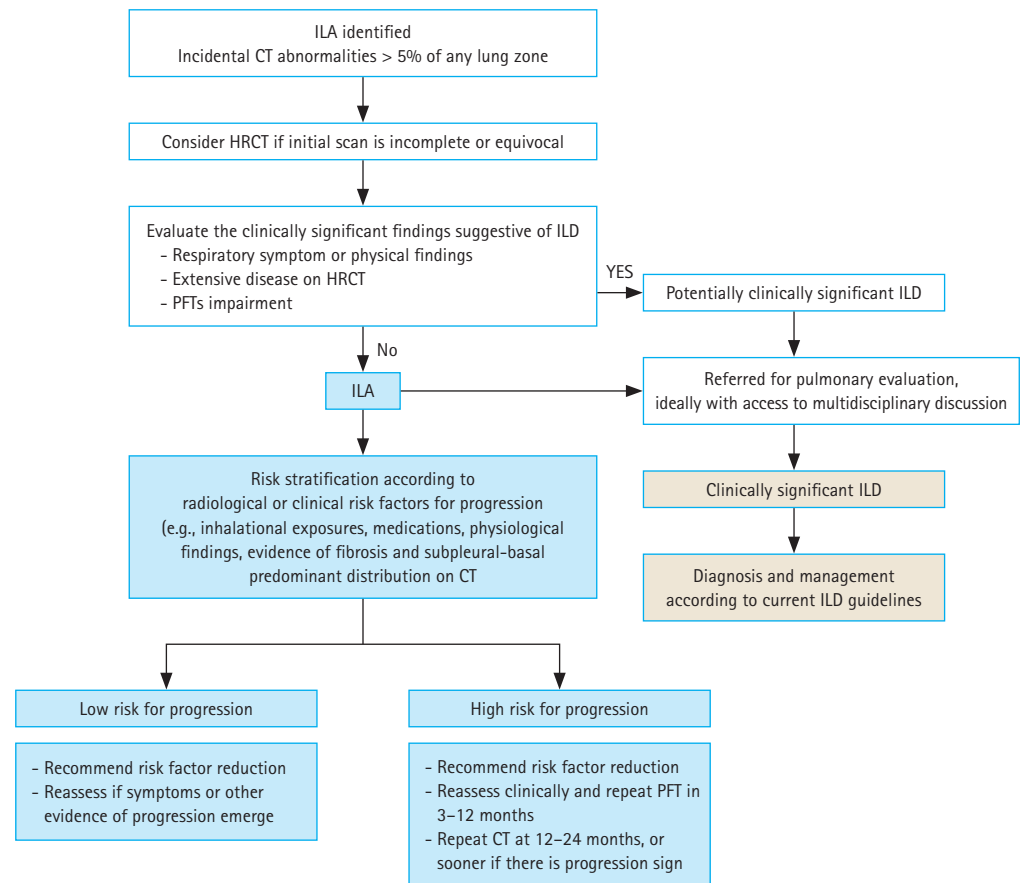 ILA identified
Incidental CT abnormalities > 5% of any lung zone
Consider HRCT if initial scan is incomplete or equivocal
Evaluate the clinically significant findings suggestive of ILD
- Respiratory symptom or physical findings
- Extensive disease on HRCT
- PFTs impairment
YES
Potentially clinically significant ILD
No
ILA
Referred for pulmonary evaluation,
ideally with access to multidisciplinary discussion
Risk stratification according to
radiological or clinical risk factors for progression
(e.g., inhalational exposures, medications, physiological
findings, evidence of fibrosis and subpleural-basal
predominant distribution on CT
Clinically significant ILD
Diagnosis and management
according to current ILD guidelines
Low risk for progression
- Recommend risk factor reduction
- Reassess if symptoms or other
evidence of progression emerge
High risk for progression
- Recommend risk factor reduction
- Reassess clinically and repeat PFT in
3–12 months
- Repeat CT at 12–24 months, or
sooner if there is progression sign